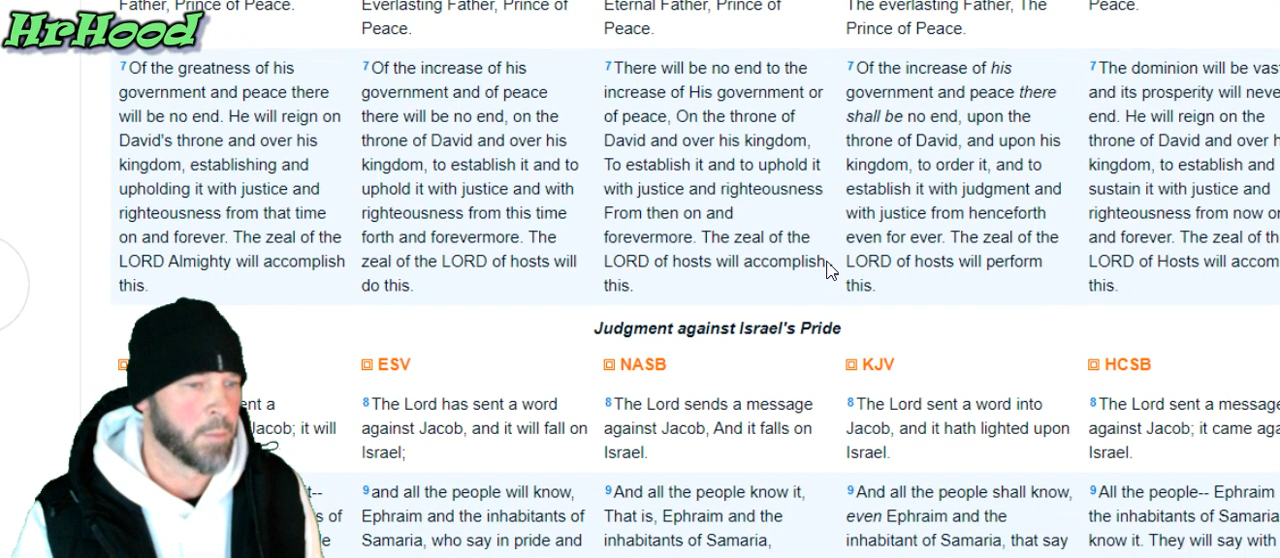 HrHood
Father, Prince of Peace.
7 Of the greatness of his
government and peace there
will be no end. He will reign on
David's throne and over his
kingdom, establishing and
upholding it with justice and
righteousness from that time
on and forever. The zeal of the
LORD Almighty will accomplish
this.
Everlasting Father, Prince of
Peace.
7 Of the increase of his
government and of peace
there will be no end, on the
throne of David and over his
kingdom, to establish it and to
uphold it with justice and with
righteousness from this time
forth and forevermore. The
zeal of the LORD of hosts will
do this.
Eternal Father, Prince of
Peace.
7 There will be no end to the
increase of His government or
of peace, On the throne of
David and over his kingdom,
To establish it and to uphold it
with justice and righteousness
From then on and
forevermore. The zeal of the
LORD of hosts will accomplish
this.
The everlasting Father, The
Prince of Peace.
7 Of the increase of his
government and peace there
shall be no end, upon the
throne of David, and upon his
kingdom, to order it, and to
establish it with judgment and
with justice from henceforth
even for ever. The zeal of the
LORD of hosts will perform
this.
Peace.
7 The dominion will be vast
and its prosperity will never
end. He will reign on the
throne of David and over h
kingdom, to establish and
sustain it with justice and
righteousness from now or
and forever. The zeal of th
LORD of Hosts will accom
this.
Judgment against Israel's Pride
ent a
Jacob; it will
t--
s of
le
ESV
8 The Lord has sent a word
against Jacob, and it will fall on
Israel;
9 and all the people will know,
Ephraim and the inhabitants of
Samaria, who say in pride and
NASB
8 The Lord sends a message
against Jacob, And it falls on
Israel.
9 And all the people know it,
That is, Ephraim and the
inhabitants of Samaria,
KJV
8 The Lord sent a word into
Jacob, and it hath lighted upon
Israel.
9 And all the people shall know,
even Ephraim and the
inhabitant of Samaria, that say
HCSB
8 The Lord sent a message
against Jacob; it came aga
Israel.
9 All the people-- Ephraim
the inhabitants of Samaria
know it. They will say with